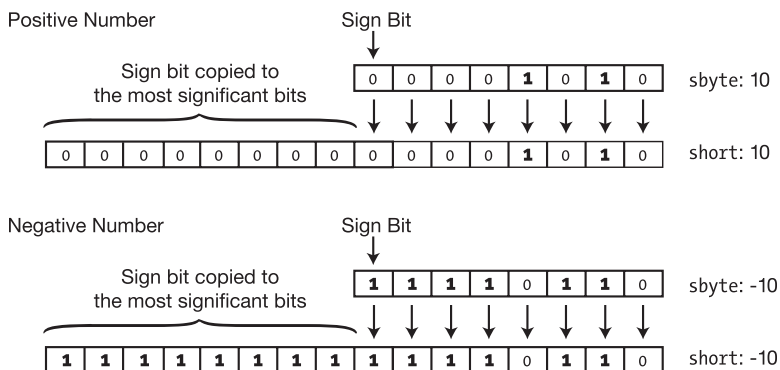 Positive Number
Sign Bit
Sign bit copied to
the most significant bits
0 0 0 0 1 0 1 0
sbyte: 10
0 0 0 0 0 0 0 0 0 0 0 0 1 0 1 0
short: 10
Negative Number
Sign Bit
Sign bit copied to
the most significant bits
1 1 1 1 0 1 1 0
sbyte: -10
1 1 1 1 1 1 1 1 1 1 1 1 0 1 1 0
short: -10